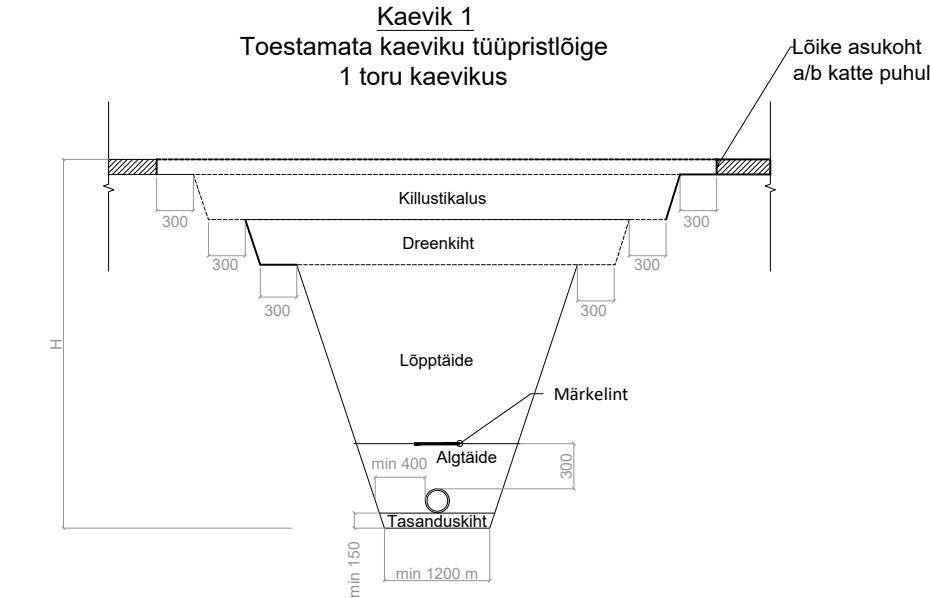 Kaevik 1
Toestamata kaeviku tüüpristlõige
1 toru kaevikus
Lõike asukoht
a/b katte puhul
Killustikalus
300
300
Dreenkiht
300
300
300
300
H
Lõpptäide
Märkelint
Algtäide
min 400
300
Tasanduskiht
min 150
min 1200 m